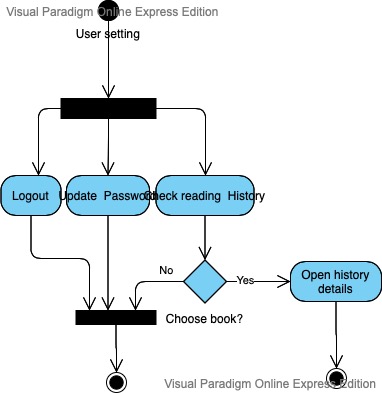 Visual Paradigm Online Express Edition
User setting
Logout
Update Password
Check reading History
No
Yes
Open history
details
Choose book?
Visual Paradigm Online Express Edition